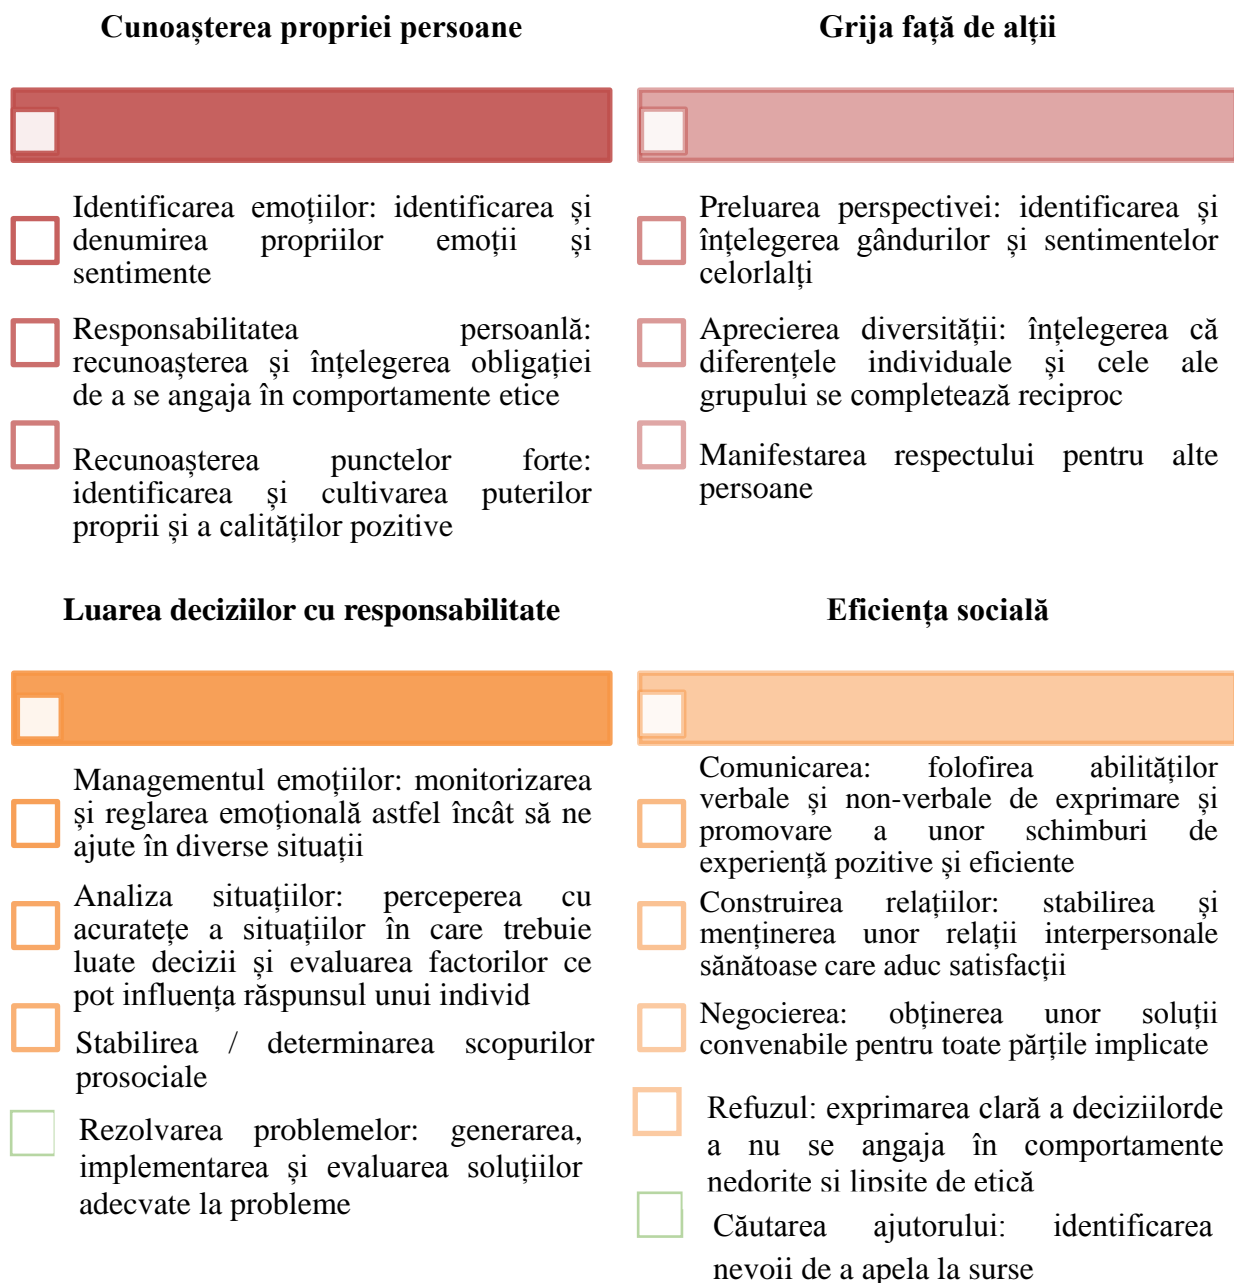 Cunoașterea propriei persoane
Identificarea emoțiilor: identificarea și
denumirea propriilor emoții și
sentimente
Responsabilitatea persoanlă:
recunoașterea și înțelegerea obligației
de a se angaja în comportamente etice
Recunoașterea punctelor forte:
identificarea și cultivarea puterilor
proprii și a calităților pozitive
Grija față de alții
Preluarea perspectivei: identificarea și
înțelegerea gândurilor și sentimentelor
celorlalți
Aprecierea diversității: înțelegerea că
diferențele individuale și cele ale
grupului se completează reciproc
Manifestarea respectului pentru alte
persoane
Luarea deciziilor cu responsabilitate
Managementul emoțiilor: monitorizarea
și reglarea emoțională astfel încât să ne
ajute în diverse situații
Analiza situațiilor: perceperea cu
acuratețe a situațiilor în care trebuie
luate decizii și evaluarea factorilor ce
pot influența răspunsul unui individ
Stabilirea / determinarea scopurilor
prosociale
Rezolvarea problemelor: generarea,
implementarea și evaluarea soluțiilor
adecvate la probleme
Eficiența socială
Comunicarea: folofirea abilităților
verbale și non-verbale de exprimare și
promovare a unor schimburi de
experiență pozitive și eficiente
Construirea relațiilor: stabilirea și
menținerea unor relații interpersonale
sănătoase care aduc satisfacții
Negocierea: obținerea unor soluții
convenabile pentru toate părțile implicate
Refuzul: exprimarea clară a deciziilorde
a nu se angaja în comportamente
nedorite și lipsite de etică
Căutarea ajutorului: identificarea
nevoii de a apela la surse